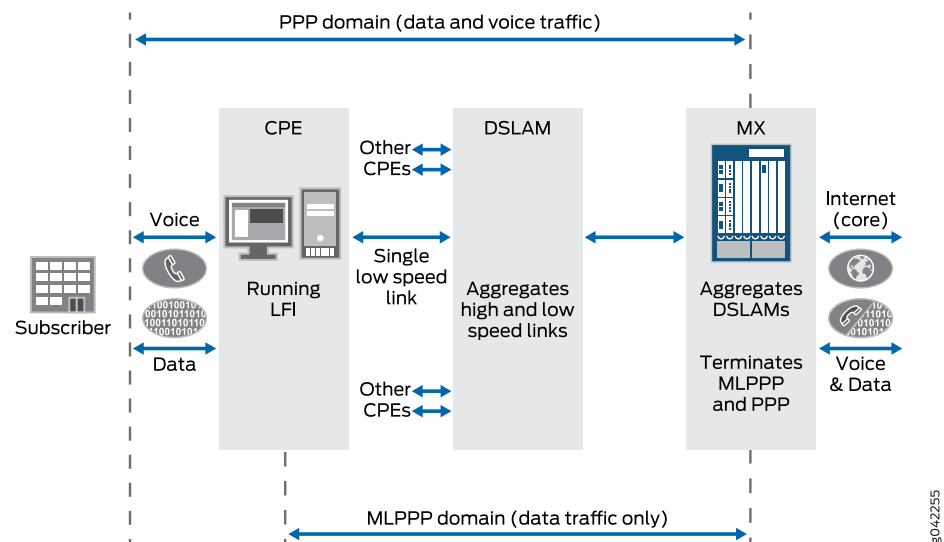 PPP domain (data and voice traffic)
CPE
DSLAM
MX
Other
CPEs
Voice
Internet
(core)
Single
low speed
link
Running
LFI
Aggregates
high and low
speed links
Aggregates
DSLAMs
Subscriber
Data
Terminates
MLPPP
and PPP
Voice
& Data
Other
CPEs
MLPPP domain (data traffic only)
g042255